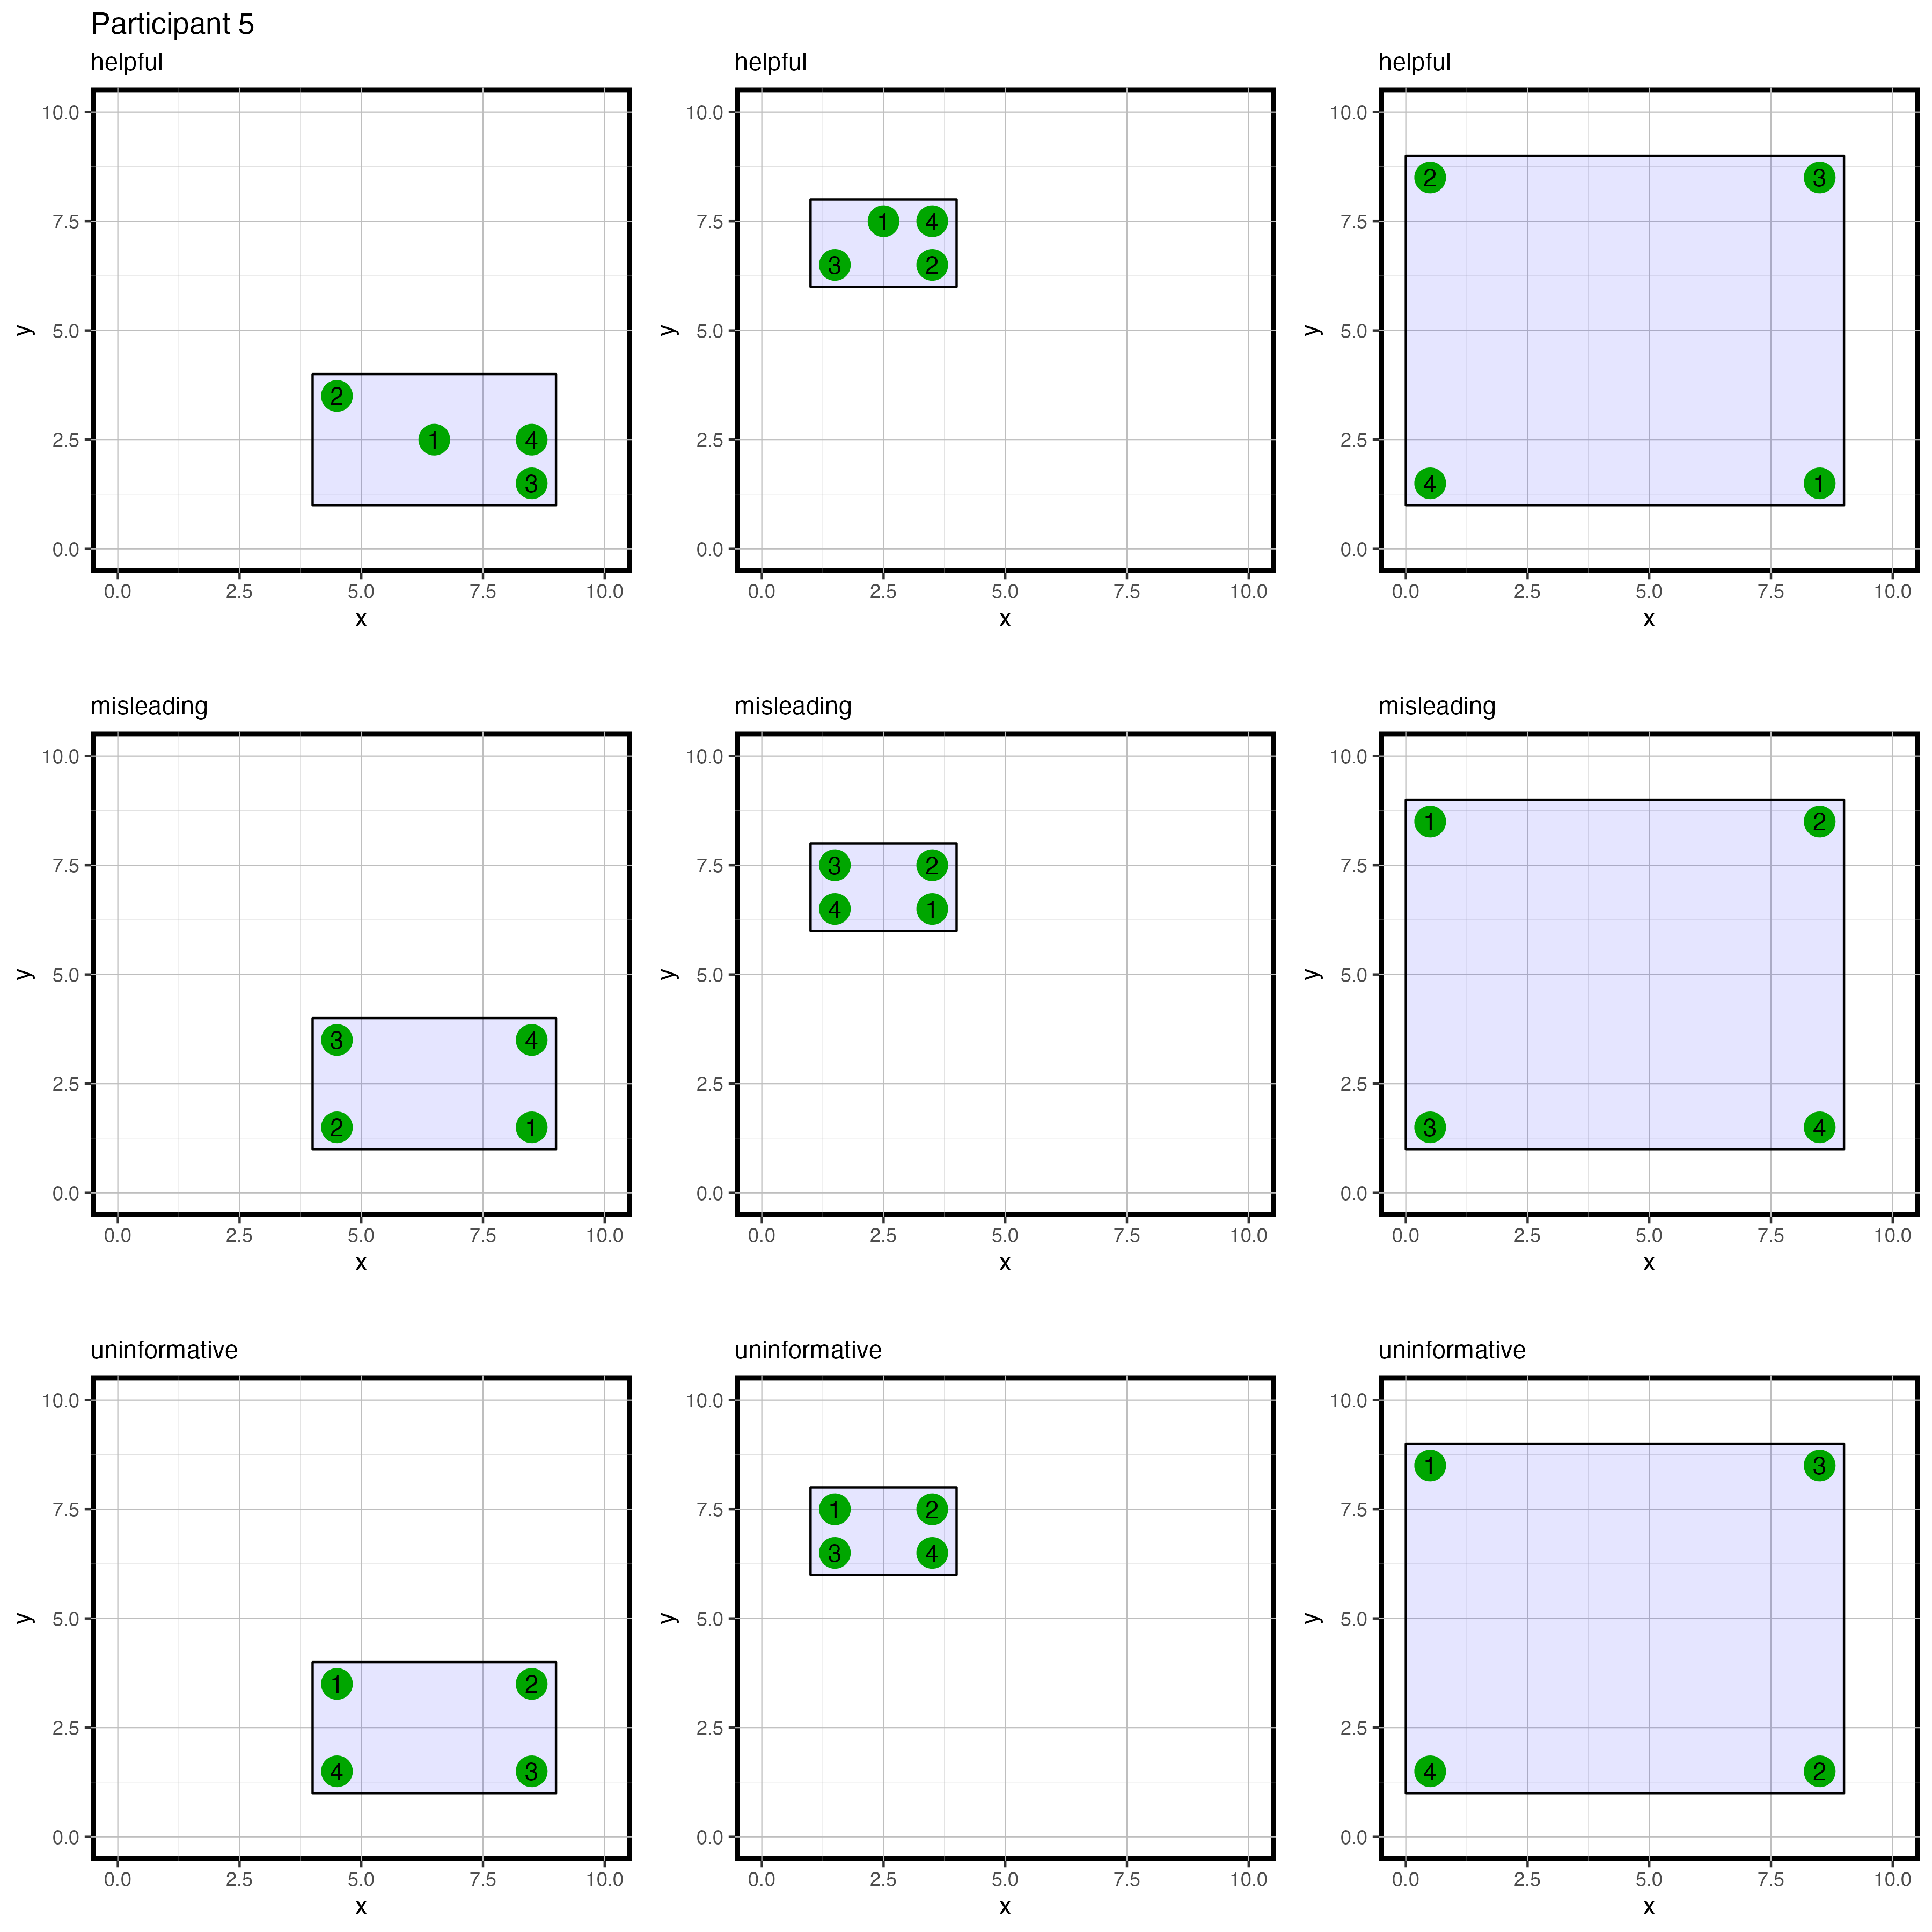 Participant 5
helpful helpful helpful
10.0 10.0 10.0
2 3
7.5 1 4 7.5 7.5
3 2
y 5.0 y 5.0 y 5.0
2
2.5 1 4 2.5 2.5
3 4 1
0.0 0.0 0.0
0.0 2.5 5.0 7.5 10.0 0.0 2.5 5.0 7.5 10.0 0.0 2.5 5.0 7.5 10.0
x x x
misleading misleading misleading
10.0 10.0 10.0
1 2
7.5 7.5 3 2 7.5
4 1
y 5.0 y 5.0 y 5.0
3 4
2.5 2.5 2.5
2 1 3 4
0.0 0.0 0.0
0.0 2.5 5.0 7.5 10.0 0.0 2.5 5.0 7.5 10.0 0.0 2.5 5.0 7.5 10.0
x x x
uninformative uninformative uninformative
10.0 10.0 10.0
1 3
7.5 7.5 1 2 7.5
3 4
y 5.0 y 5.0 y 5.0
1 2
2.5 2.5 2.5
4 3 4 2
0.0 0.0 0.0
0.0 2.5 5.0 7.5 10.0 0.0 2.5 5.0 7.5 10.0 0.0 2.5 5.0 7.5 10.0
x x x